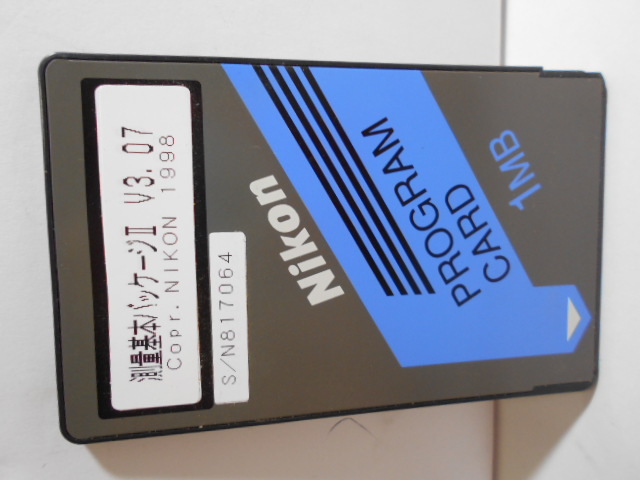 測量基本パッケージⅡ V3.07
Copr. NIKON 1998
S/N817064
Nikon
PROGRAM
CARD
1MB